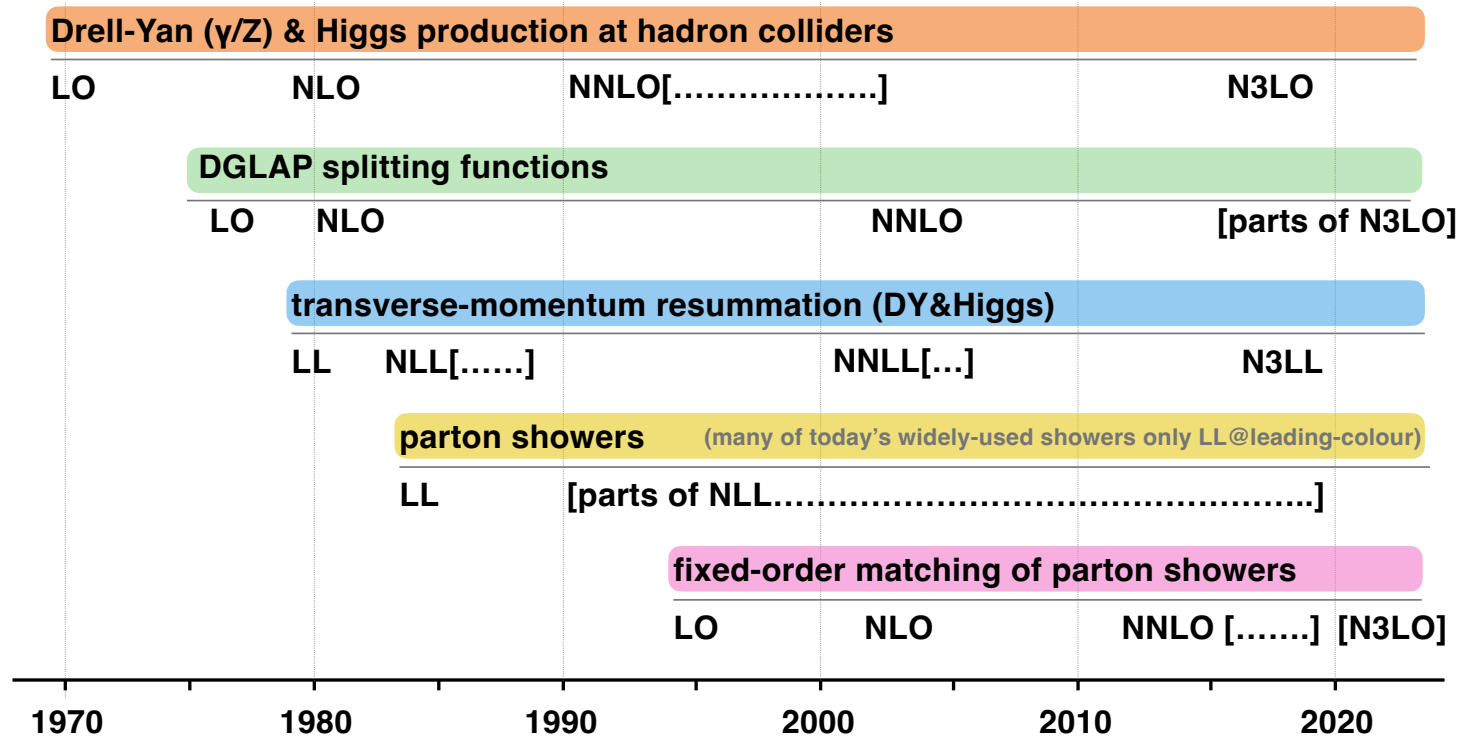 Drell-Yan (γ/Z) & Higgs production at hadron colliders
LO NLO NNLO[...................] N3LO
DGLAP splitting functions
LO NLO NNLO [parts of N3LO]
transverse-momentum resummation (DY&Higgs)
LL NLL[......] NNLL[...] N3LL
parton showers (many of today's widely-used showers only LL@leading-colour)
LL [parts of NLL..................................................]
fixed-order matching of parton showers
LO NLO NNLO [.......] [N3LO]
1970 1980 1990 2000 2010 2020